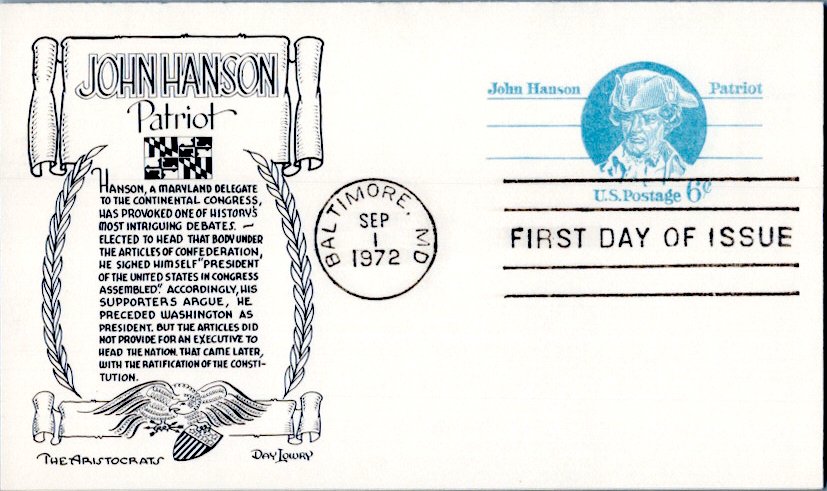 JOHN HANSON
Patriot
HANSON, A MARYLAND DELEGATE
TO THE CONTINENTAL CONGRESS,
HAS PROVOKED ONE OF HISTORY'S
MOST INTRIGUING DEBATES. —
ELECTED TO HEAD THAT BODY UNDER
THE ARTICLES OF CONFEDERATION,
HE SIGNED HIMSELF "PRESIDENT
OF THE UNITED STATES IN CONGRESS
ASSEMBLED." ACCORDINGLY, HIS
SUPPORTERS ARGUE, HE
PRECEDED WASHINGTON AS
PRESIDENT. BUT THE ARTICLES DID
NOT PROVIDE FOR AN EXECUTIVE TO
HEAD THE NATION. THAT CAME LATER,
WITH THE RATIFICATION OF THE CONSTI-
TUTION.
THE ARISTOCRATS
DAY LOWRY
BALTIMORE, MD
SEP
1
1972
John Hanson Patriot
U.S. Postage 6¢
FIRST DAY OF ISSUE